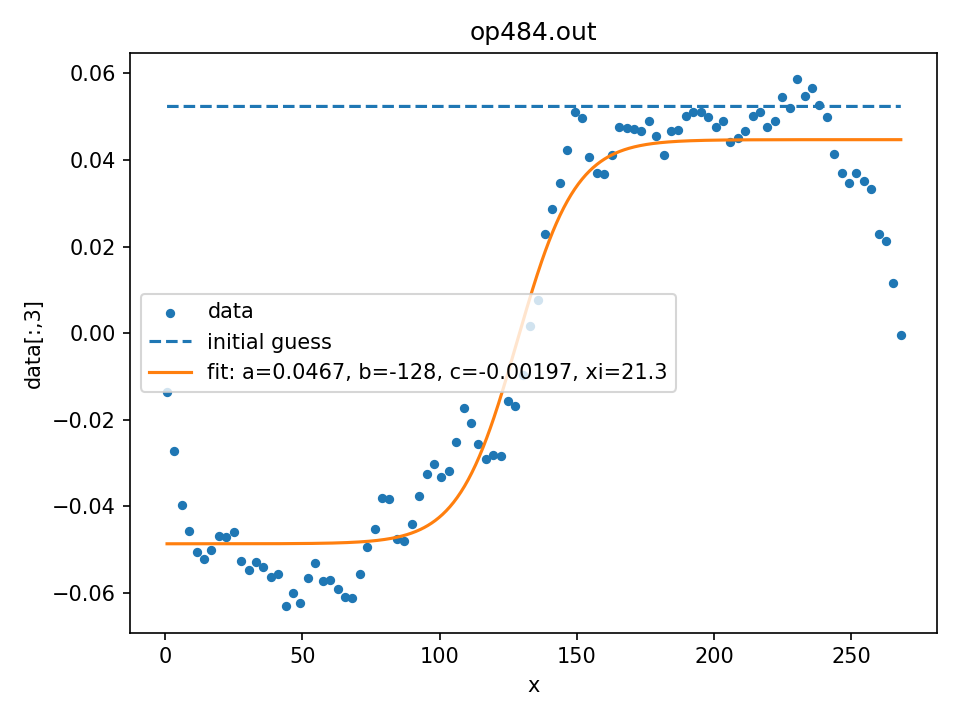 op484.out
0.06
0.04
0.02
0.00
−0.02
−0.04
−0.06
data[:,3]
data
initial guess
fit: a=0.0467, b=-128, c=-0.00197, xi=21.3
0 50 100 150 200 250
x